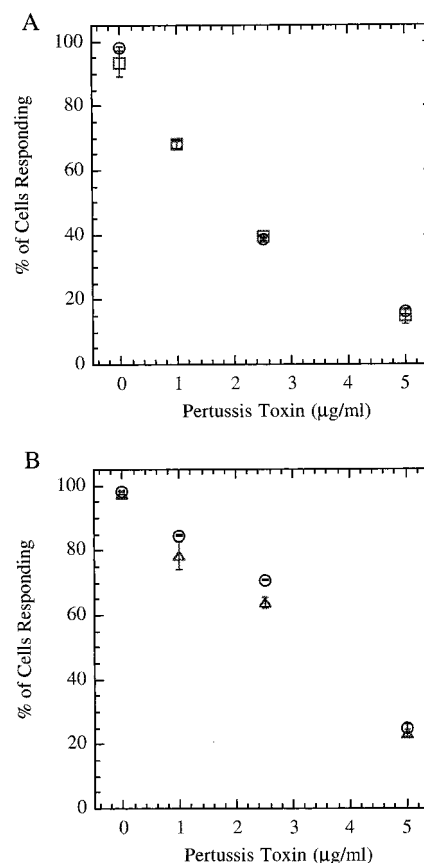 A
% of Cells Responding
100
80
60
40
20
0
0 1 2 3 4 5
Pertussis Toxin (µg/ml)
B
% of Cells Responding
100
80
60
40
20
0
0 1 2 3 4 5
Pertussis Toxin (µg/ml)